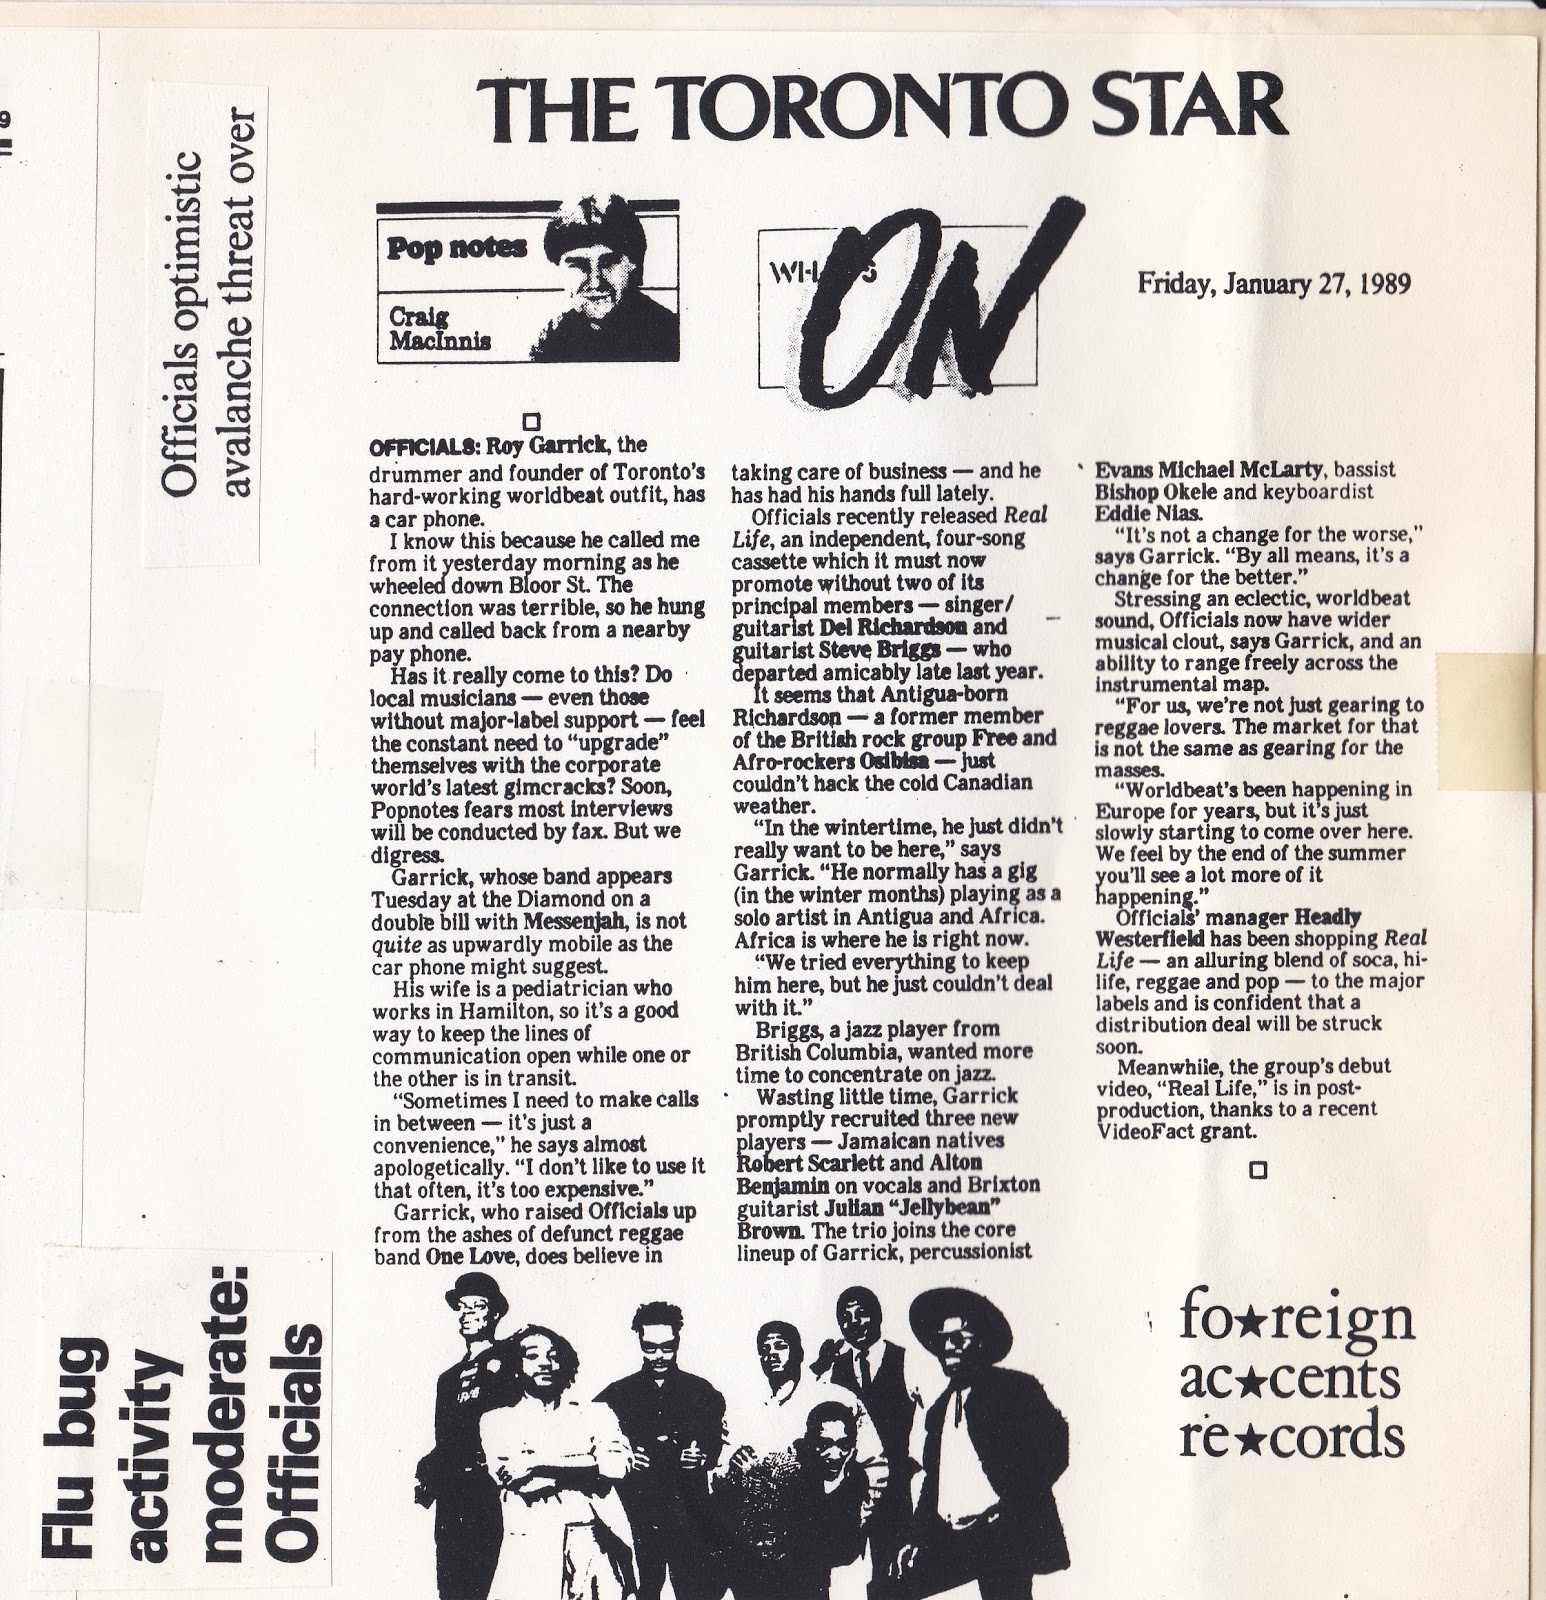 THE TORONTO STAR
Officials optimistic
avalanche threat over
Pop notes
Craig
MacInnis
ON
Friday, January 27, 1989
OFFICIALS: Roy Garrick, the
drummer and founder of Toronto's
hard-working worldbeat outfit, has
a car phone.
I know this because he called me
from it yesterday morning as he
wheeled down Bloor St. The
connection was terrible, so he hung
up and called back from a nearby
pay phone.
Has it really come to this? Do
local musicians — even those
without major-label support — feel
the constant need to "upgrade"
themselves with the corporate
world's latest gimcracks? Soon,
Popnotes fears most interviews
will be conducted by fax. But we
digress.
Garrick, whose band appears
Tuesday at the Diamond on a
double bill with Messenjah, is not
quite as upwardly mobile as the
car phone might suggest.
His wife is a pediatrician who
works in Hamilton, so it's a good
way to keep the lines of
communication open while one or
the other is in transit.
"Sometimes I need to make calls
in between — it's just a
convenience," he says almost
apologetically. "I don't like to use it
that often, it's too expensive."
Garrick, who raised Officials up
from the ashes of defunct reggae
band One Love, does believe in
taking care of business — and he
has had his hands full lately.
Officials recently released Real
Life, an independent, four-song
cassette which it must now
promote without two of its
principal members — singer/
guitarist Del Richardson and
guitarist Steve Briggs — who
departed amicably late last year.
It seems that Antigua-born
Richardson — a former member
of the British rock group Free and
Afro-rockers Osibisa — just
couldn't hack the cold Canadian
weather.
"In the wintertime, he just didn't
really want to be here," says
Garrick. "He normally has a gig
(in the winter months) playing as a
solo artist in Antigua and Africa.
Africa is where he is right now.
"We tried everything to keep
him here, but he just couldn't deal
with it."
Briggs, a jazz player from
British Columbia, wanted more
time to concentrate on jazz.
Wasting little time, Garrick
promptly recruited three new
players — Jamaican natives
Robert Scarlett and Alton
Benjamin on vocals and Brixton
guitarist Julian "Jellybean"
Brown. The trio joins the core
lineup of Garrick, percussionist
Evans Michael McLarty, bassist
Bishop Okele and keyboardist
Eddie Nias.
"It's not a change for the worse,"
says Garrick. "By all means, it's a
change for the better."
Stressing an eclectic, worldbeat
sound, Officials now have wider
musical clout, says Garrick, and an
ability to range freely across the
instrumental map.
"For us, we're not just gearing to
reggae lovers. The market for that
is not the same as gearing for the
masses.
"Worldbeat's been happening in
Europe for years, but it's just
slowly starting to come over here.
We feel by the end of the summer
you'll see a lot more of it
happening."
Officials' manager Headly
Westerfield has been shopping Real
Life — an alluring blend of soca, hi-
life, reggae and pop — to the major
labels and is confident that a
distribution deal will be struck
soon.
Meanwhile, the group's debut
video, "Real Life," is in post-
production, thanks to a recent
VideoFact grant.
Flu bug
activity
moderate:
Officials
fo★reign
ac★cents
re★cords